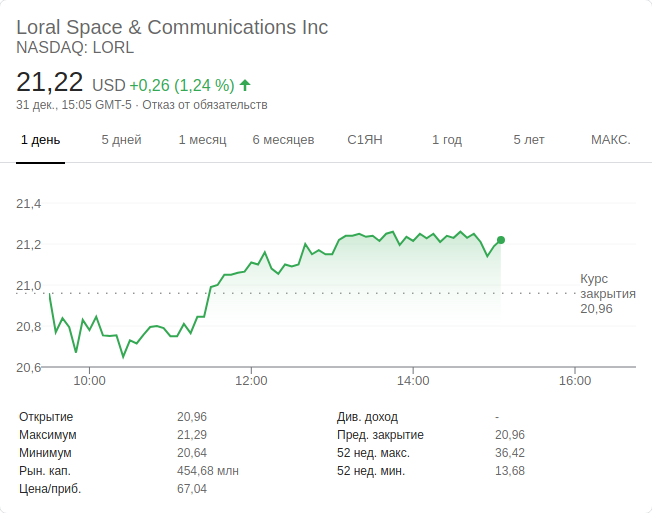 Loral Space & Communications Inc
NASDAQ: LORL
21,22 USD +0,26 (1,24 %)
31 дек., 15:05 GMT-5 · Отказ от обязательств
1 день 5 дней 1 месяц 6 месяцев С1ЯН 1 год 5 лет МАКС.
21,4
21,2
21,0
20,8
20,6
Курс
закрытия
20,96
10:00 12:00 14:00 16:00
Открытие 20,96 Див. доход -
Максимум 21,29 Пред. закрытие 20,96
Минимум 20,64 52 нед. макс. 36,42
Рын. кап. 454,68 млн 52 нед. мин. 13,68
Цена/приб. 67,04